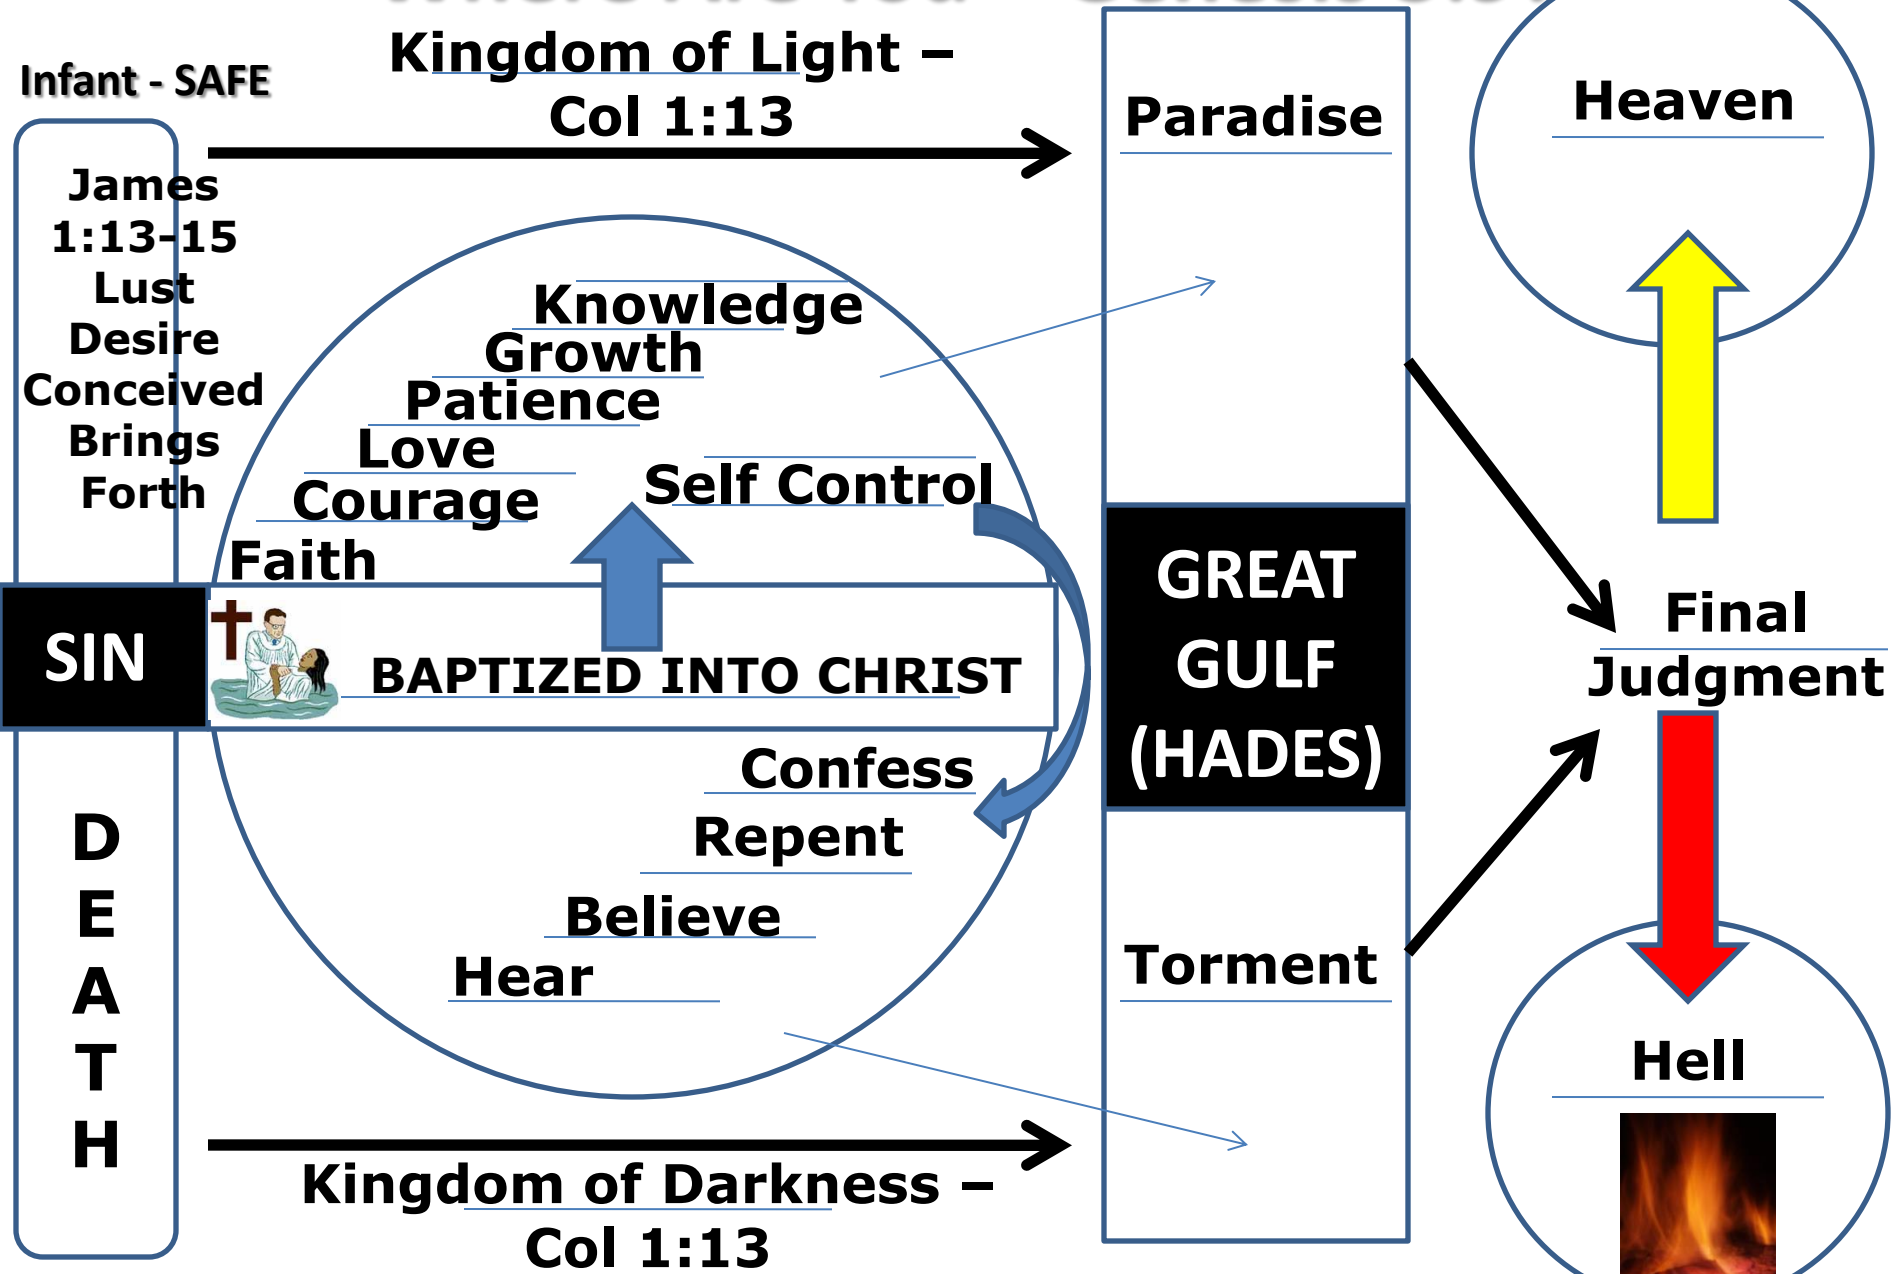 Infant - SAFE
Kingdom of Light –
Col 1:13
James
1:13-15
Lust
Desire
Conceived
Brings
Forth
SIN
D
E
A
T
H
Knowledge
Growth
Patience
Love
Courage
Faith
Self Control
BAPTIZED INTO CHRIST
Confess
Repent
Believe
Hear
Kingdom of Darkness –
Col 1:13
Paradise
GREAT
GULF
(HADES)
Torment
Heaven
Final
Judgment
Hell